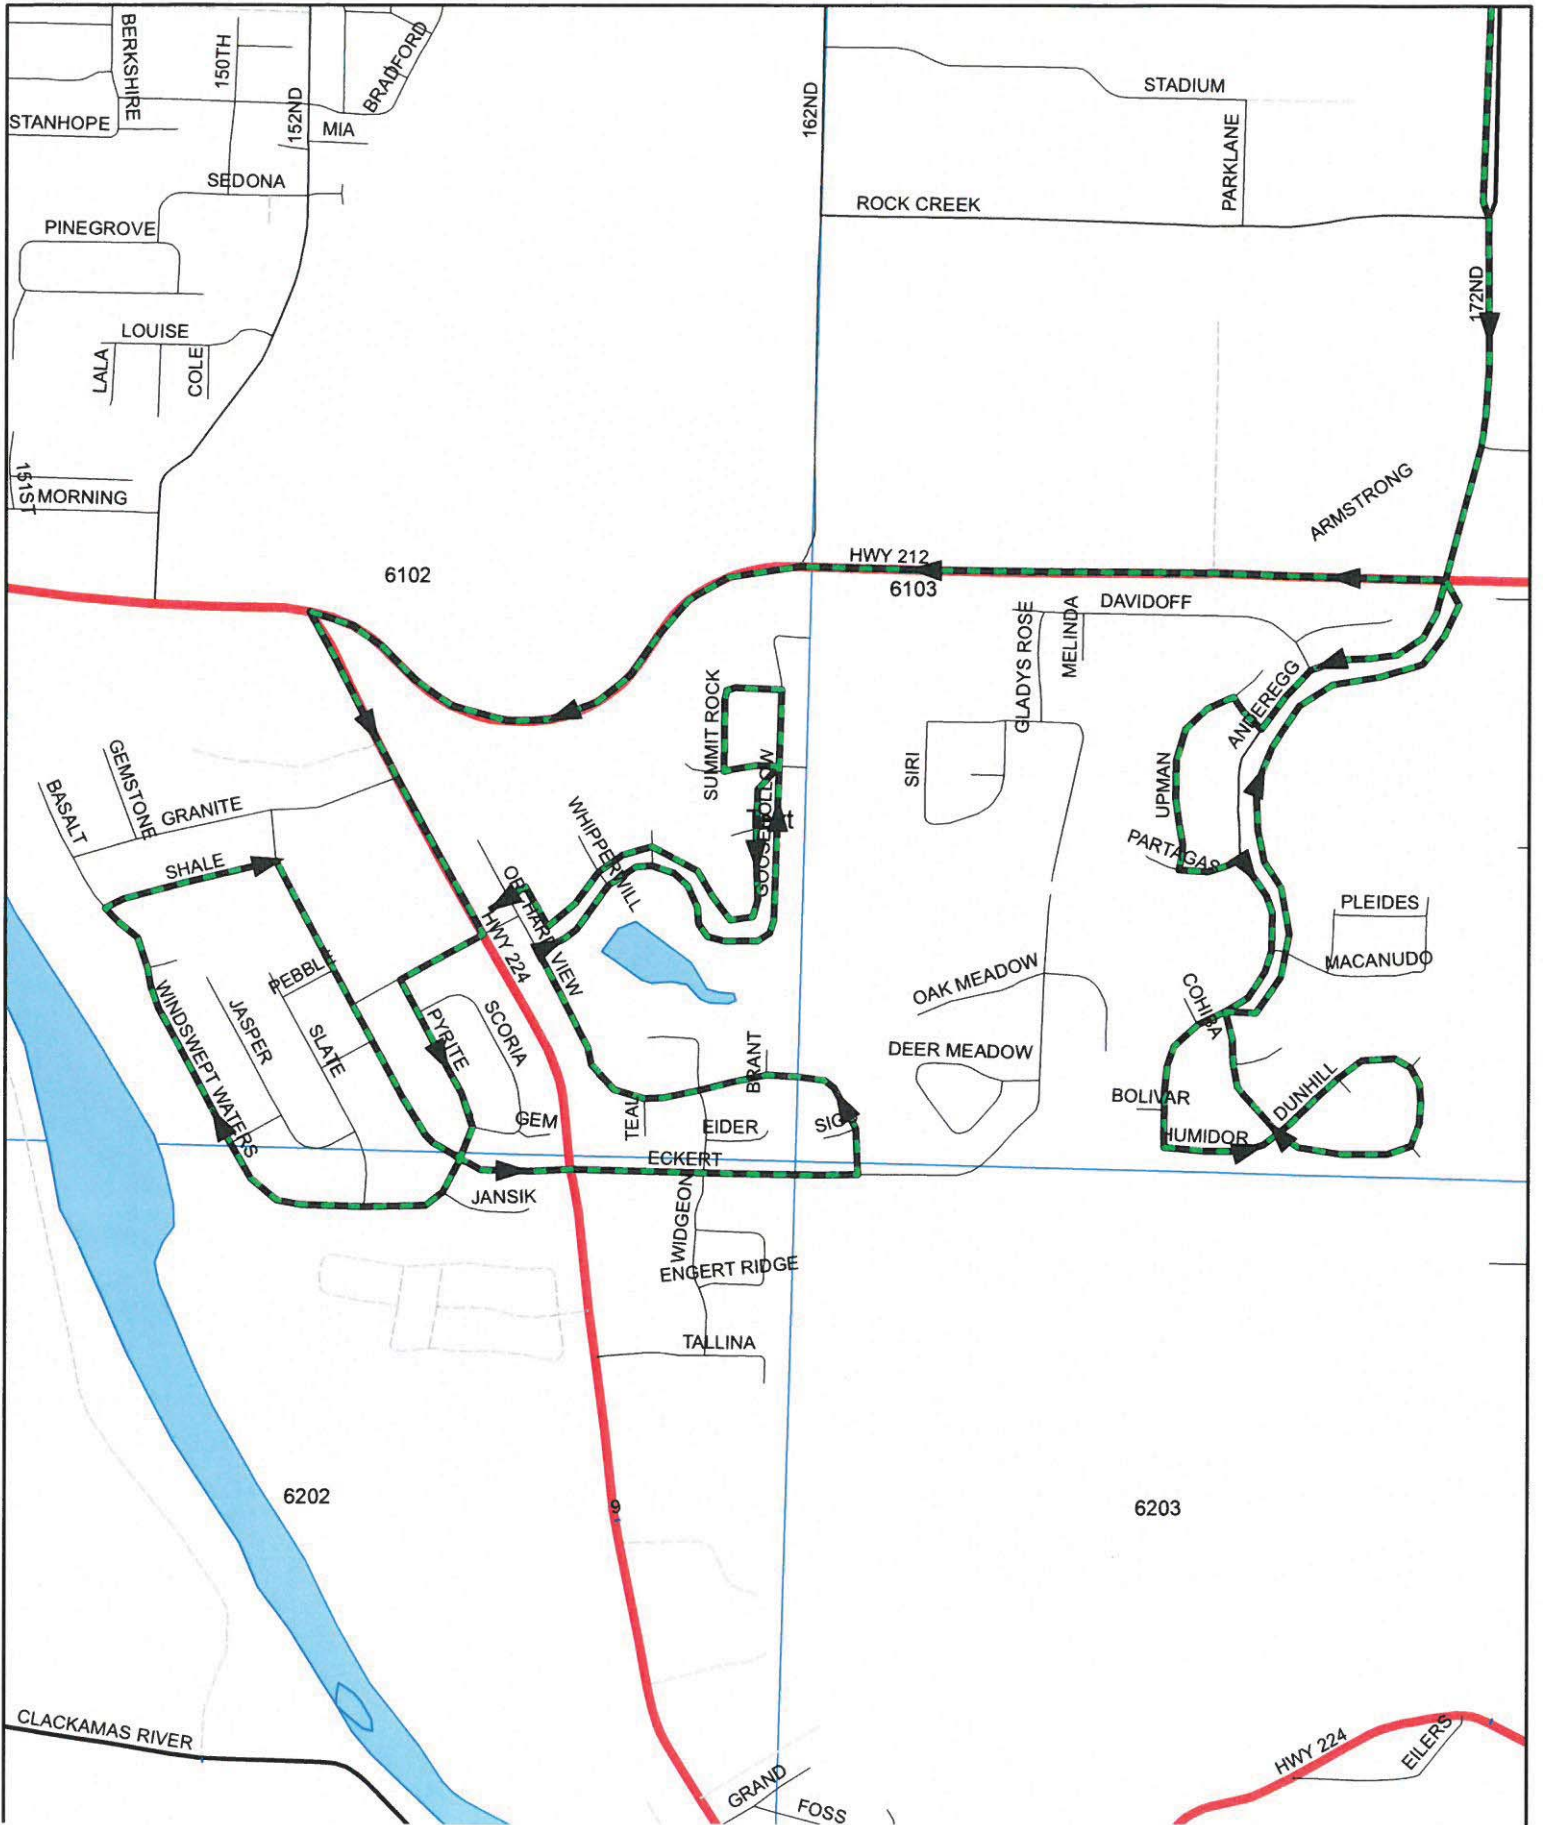 BERKSHIRE
150TH
BRADFORD
152ND
162ND
STADIUM
STANHOPE
MIA
PARKLANE
SEDONA
ROCK CREEK
PINEGROVE
172ND
LOUISE
LALA
COLE
151ST
MORNING
ARMSTRONG
HWY 212
6102
6103
DAVIDOFF
GLADYS ROSE
MELINDA
SUMMIT ROCK
ANDEREGG
SIRI
UPMAN
GEMSTONE
BASALT
GRANITE
WHIPPERWILL
GOOSEHOLLOW
PARTAGAS
SHALE
ORCHARD VIEW
HWY 224
PLEIDES
MACANUDO
WINDSWEPT WATERS
JASPER
SLATE
PYRITE
SCORIA
OAK MEADOW
COHIBA
BRANT
DEER MEADOW
DUNHILL
BOLIVAR
GEM
TEAL
EIDER
HUMIDOR
ECKERT
JANSIK
WIDGEON
ENGERT RIDGE
TALLINA
6202
9
6203
CLACKAMAS RIVER
HWY 224
EILERS
GRAND
FOSS